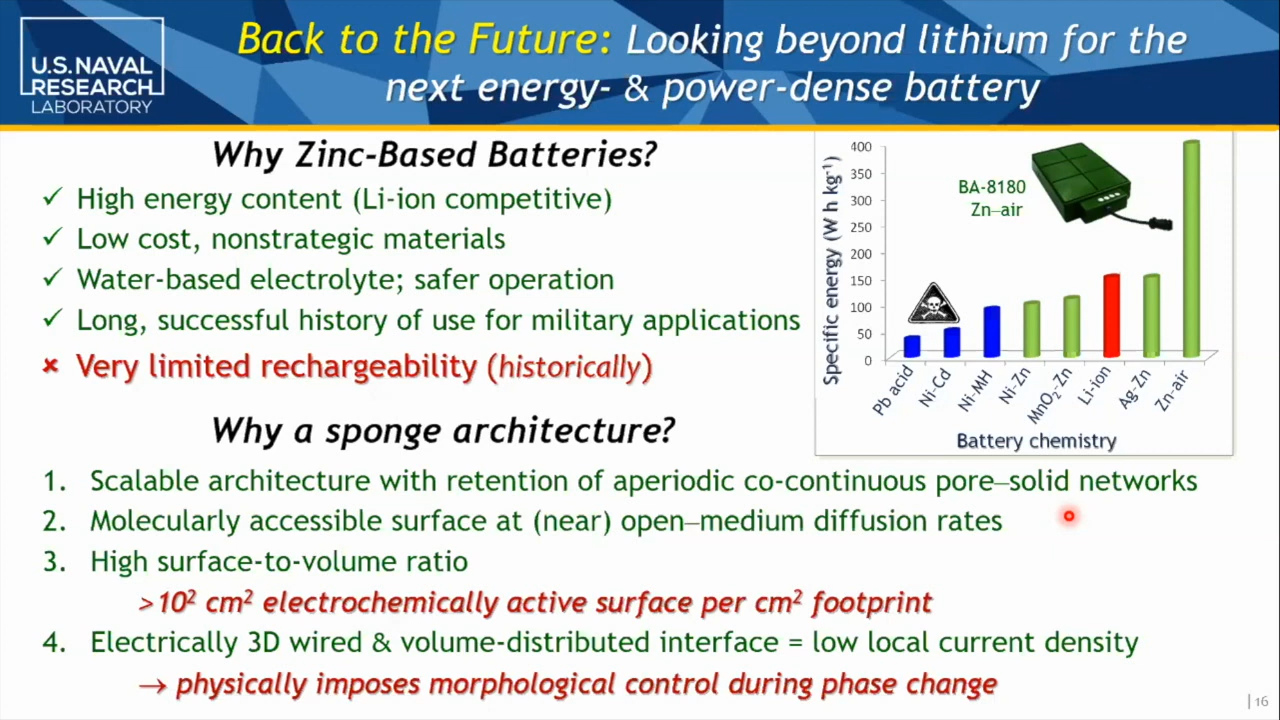 U.S. NAVAL
RESEARCH
LABORATORY
Back to the Future: Looking beyond lithium for the
next energy- & power-dense battery
Why Zinc-Based Batteries?
✓ High energy content (Li-ion competitive)
✓ Low cost, nonstrategic materials
✓ Water-based electrolyte; safer operation
✓ Long, successful history of use for military applications
✘ Very limited rechargeability (historically)
Specific energy (W h kg⁻¹)
400
350
300
250
200
150
100
50
0
BA-8180
Zn–air
Pb acid
Ni-Cd
Ni-MH
Ni-Zn
MnO₂-Zn
Li-ion
Ag-Zn
Zn-air
Battery chemistry
Why a sponge architecture?
1. Scalable architecture with retention of aperiodic co-continuous pore–solid networks
2. Molecularly accessible surface at (near) open–medium diffusion rates
3. High surface-to-volume ratio
>10² cm² electrochemically active surface per cm² footprint
4. Electrically 3D wired & volume-distributed interface = low local current density
→ physically imposes morphological control during phase change
| 16